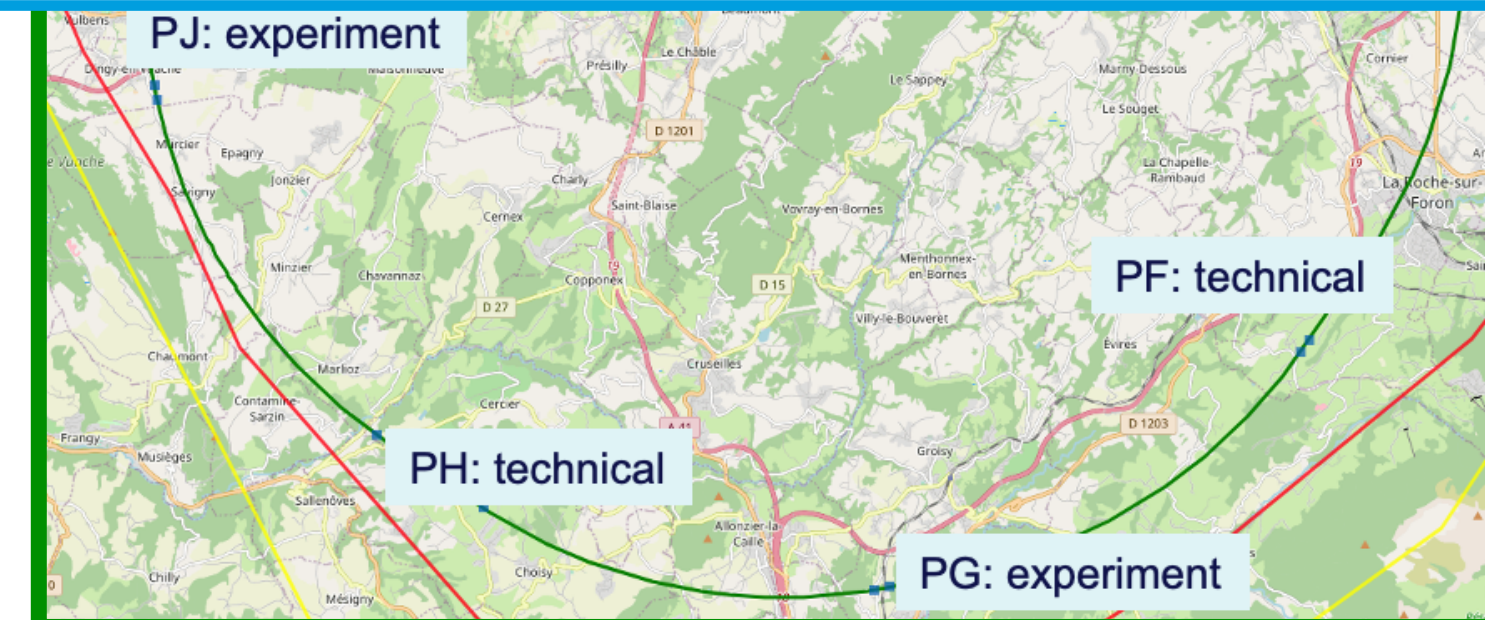 Vulbens
PJ: experiment
Le Châble
Présilly
Cornier
Le Sappey
Marny-Dessous
Le Souget
D 1201
Murcier
Epagny
Jonzier
Charly
19
La Chapelle-
Rambaud
Savigny
Saint-Blaise
Vovray-en-Bornes
Cernex
La Roche-sur-
Foron
Minzier
Chavannaz
Copponex
D 15
Menthonnex-
en-Bornes
PF: technical
D 27
Villy-le-Bouveret
Évires
Chaumont
Marlioz
Cruseilles
Contamine-
Sarzin
Cercier
A 41
D 1203
Frangy
Musièges
PH: technical
Groisy
Sallenôves
Allonzier-la-
Caille
Choisy
Chilly
Mésigny
PG: experiment